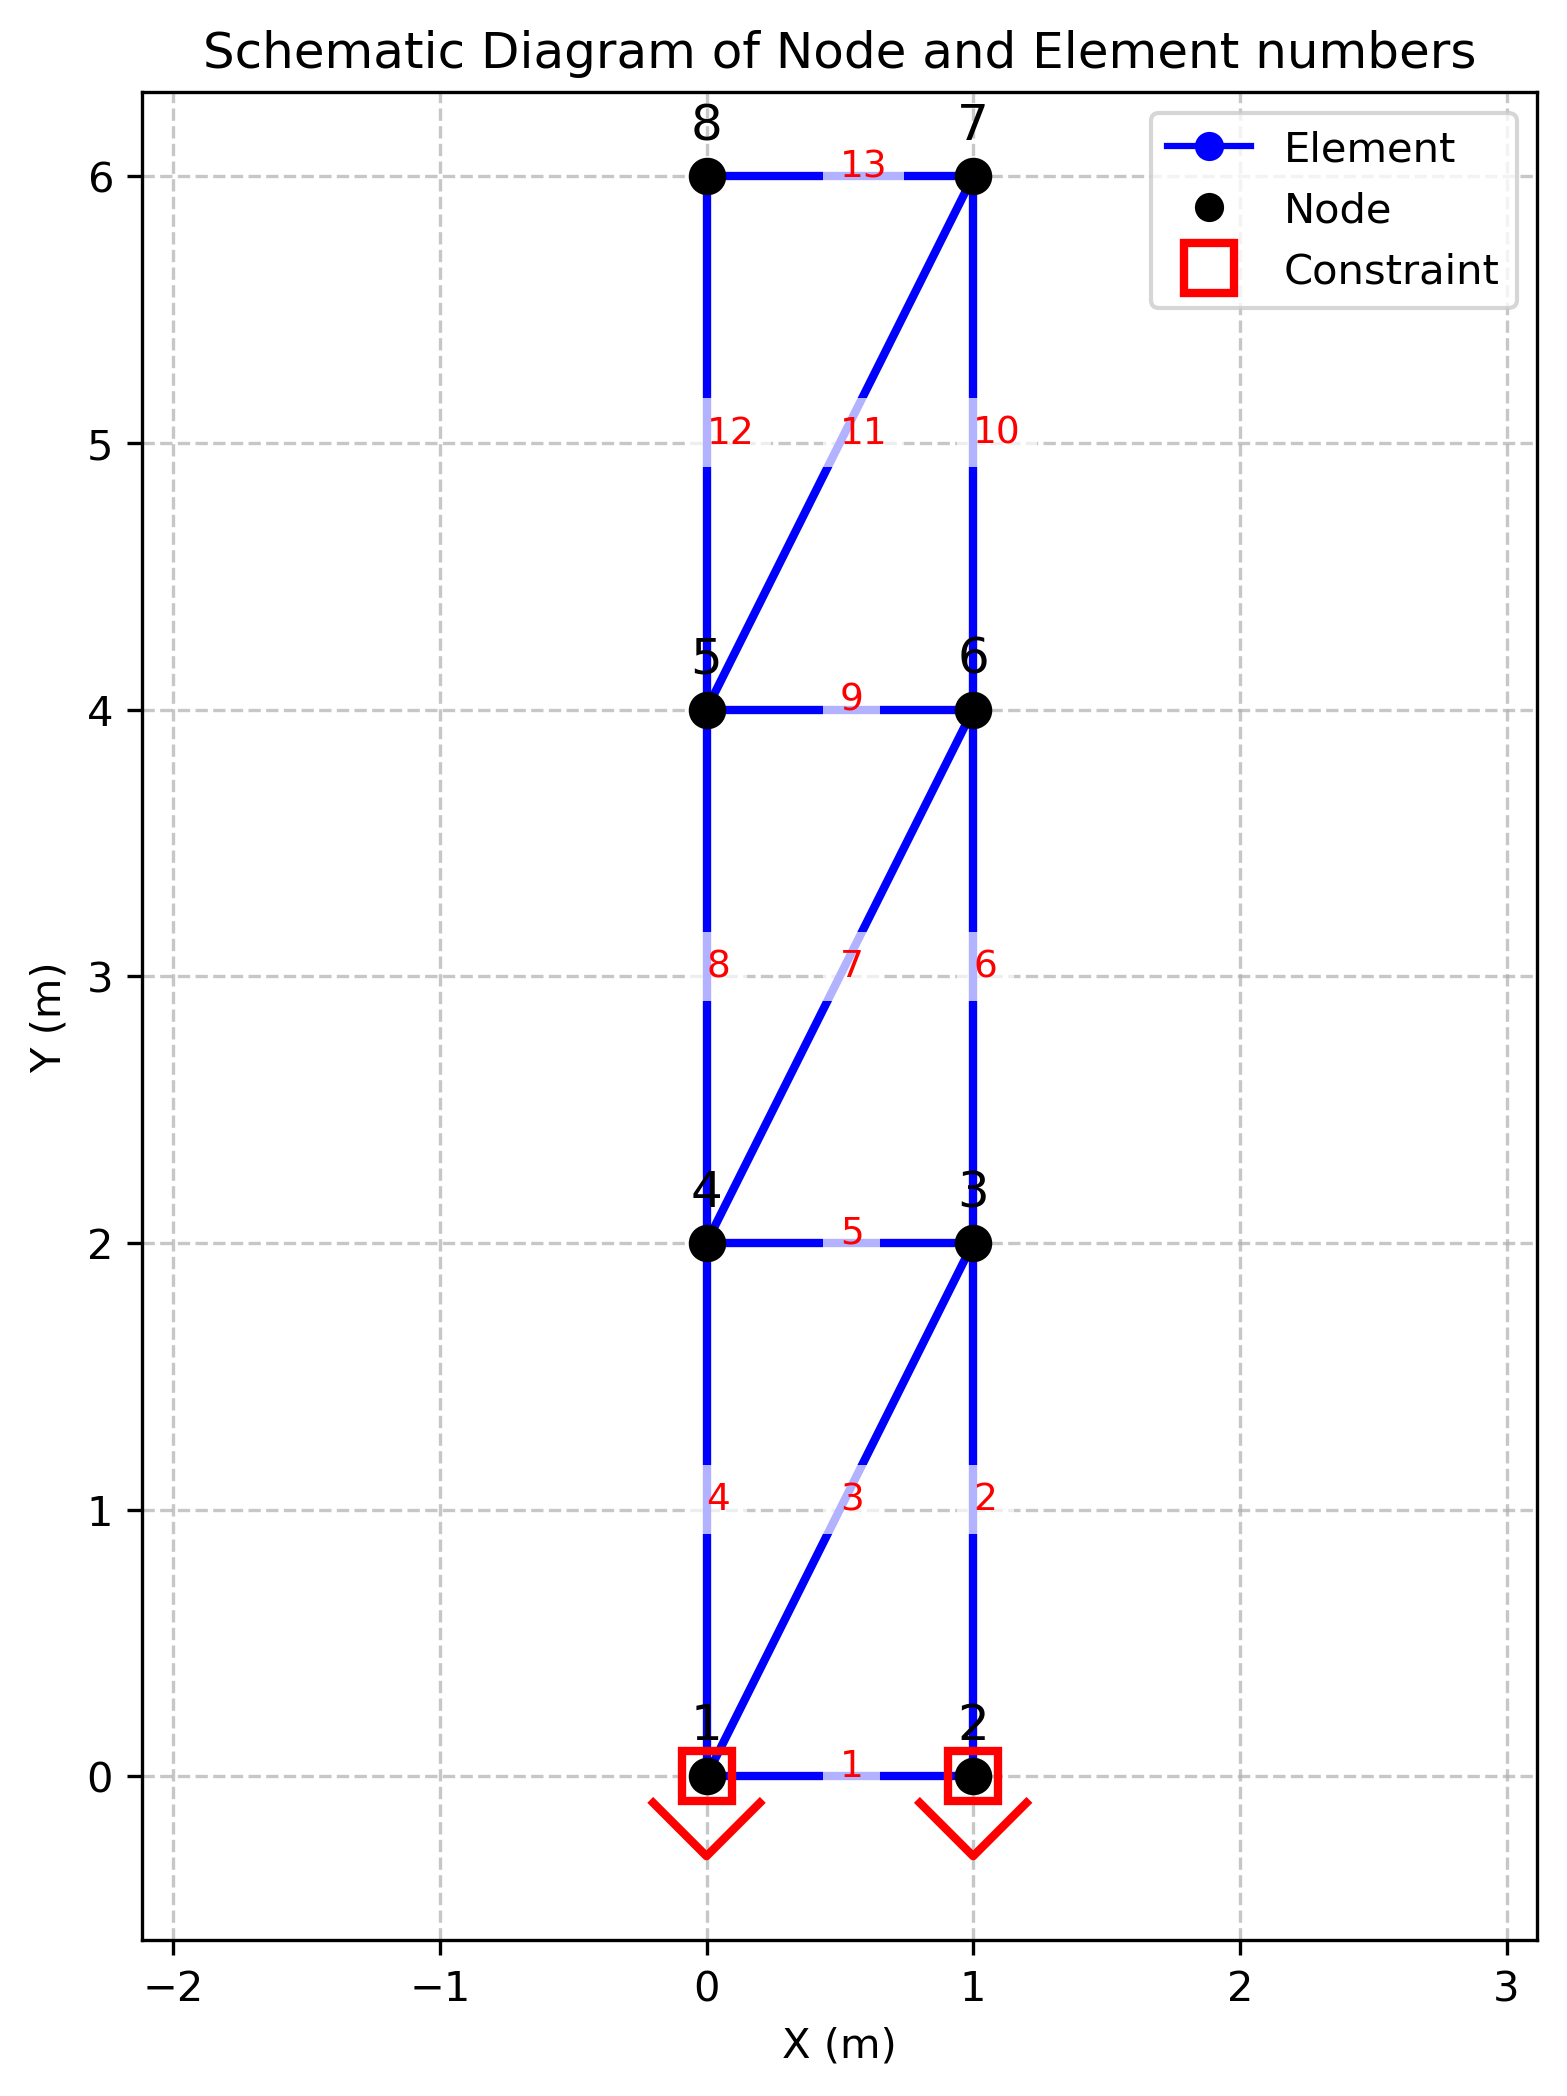 Schematic Diagram of Node and Element numbers
8 7
13
Element
Node
Constraint
6
12 11 10
5
5 6
9
4
8 7 6
3
4 3
5
2
4 3 2
1
1 2
1
0
−2 −1 0 1 2 3
X (m)
Y (m)